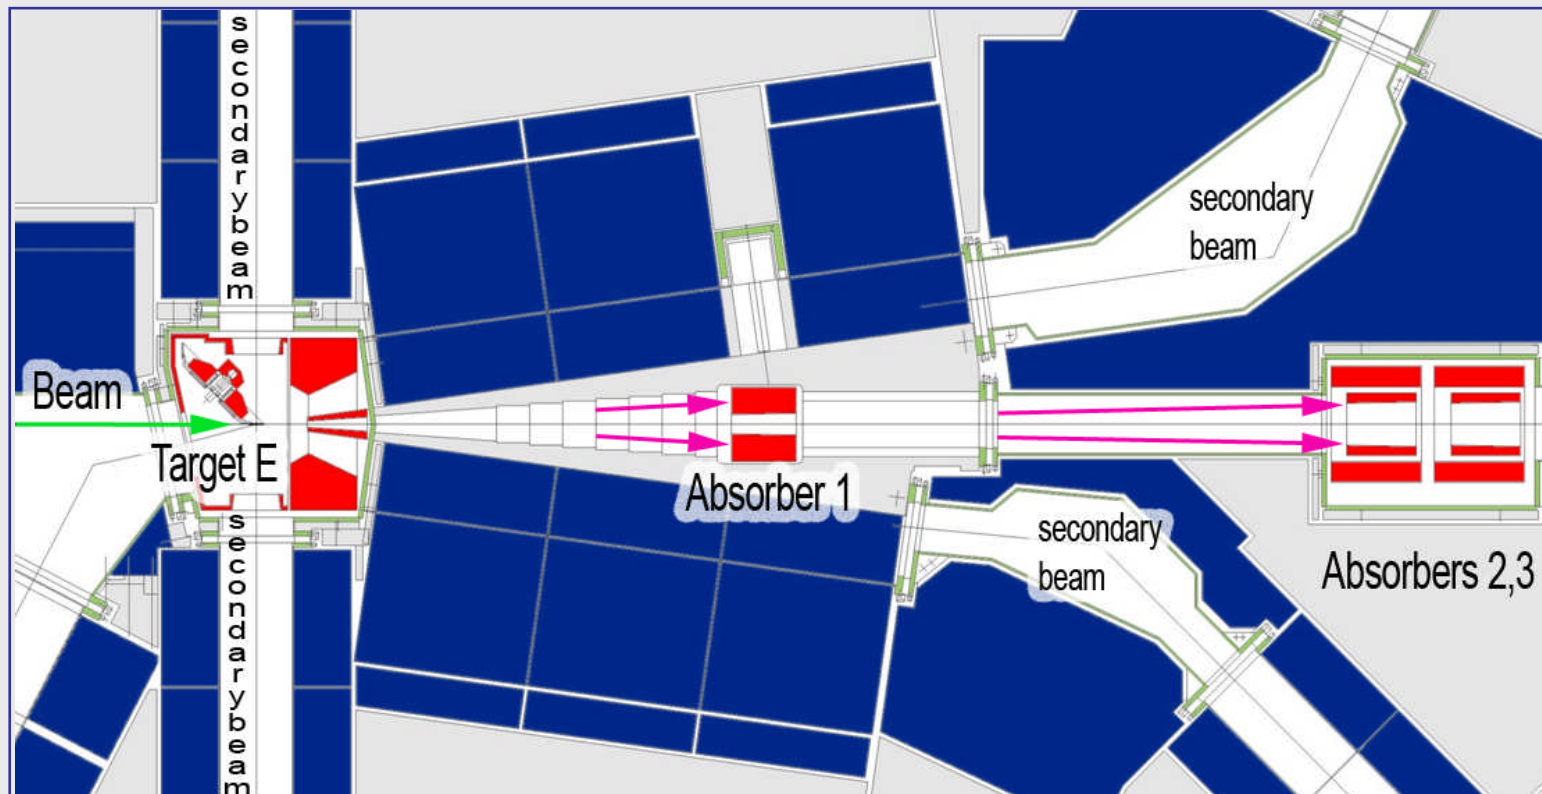 secondarybeam
secondary
beam
Beam
Target E
Absorber 1
secondary
beam
Absorbers 2,3
secondarybeam